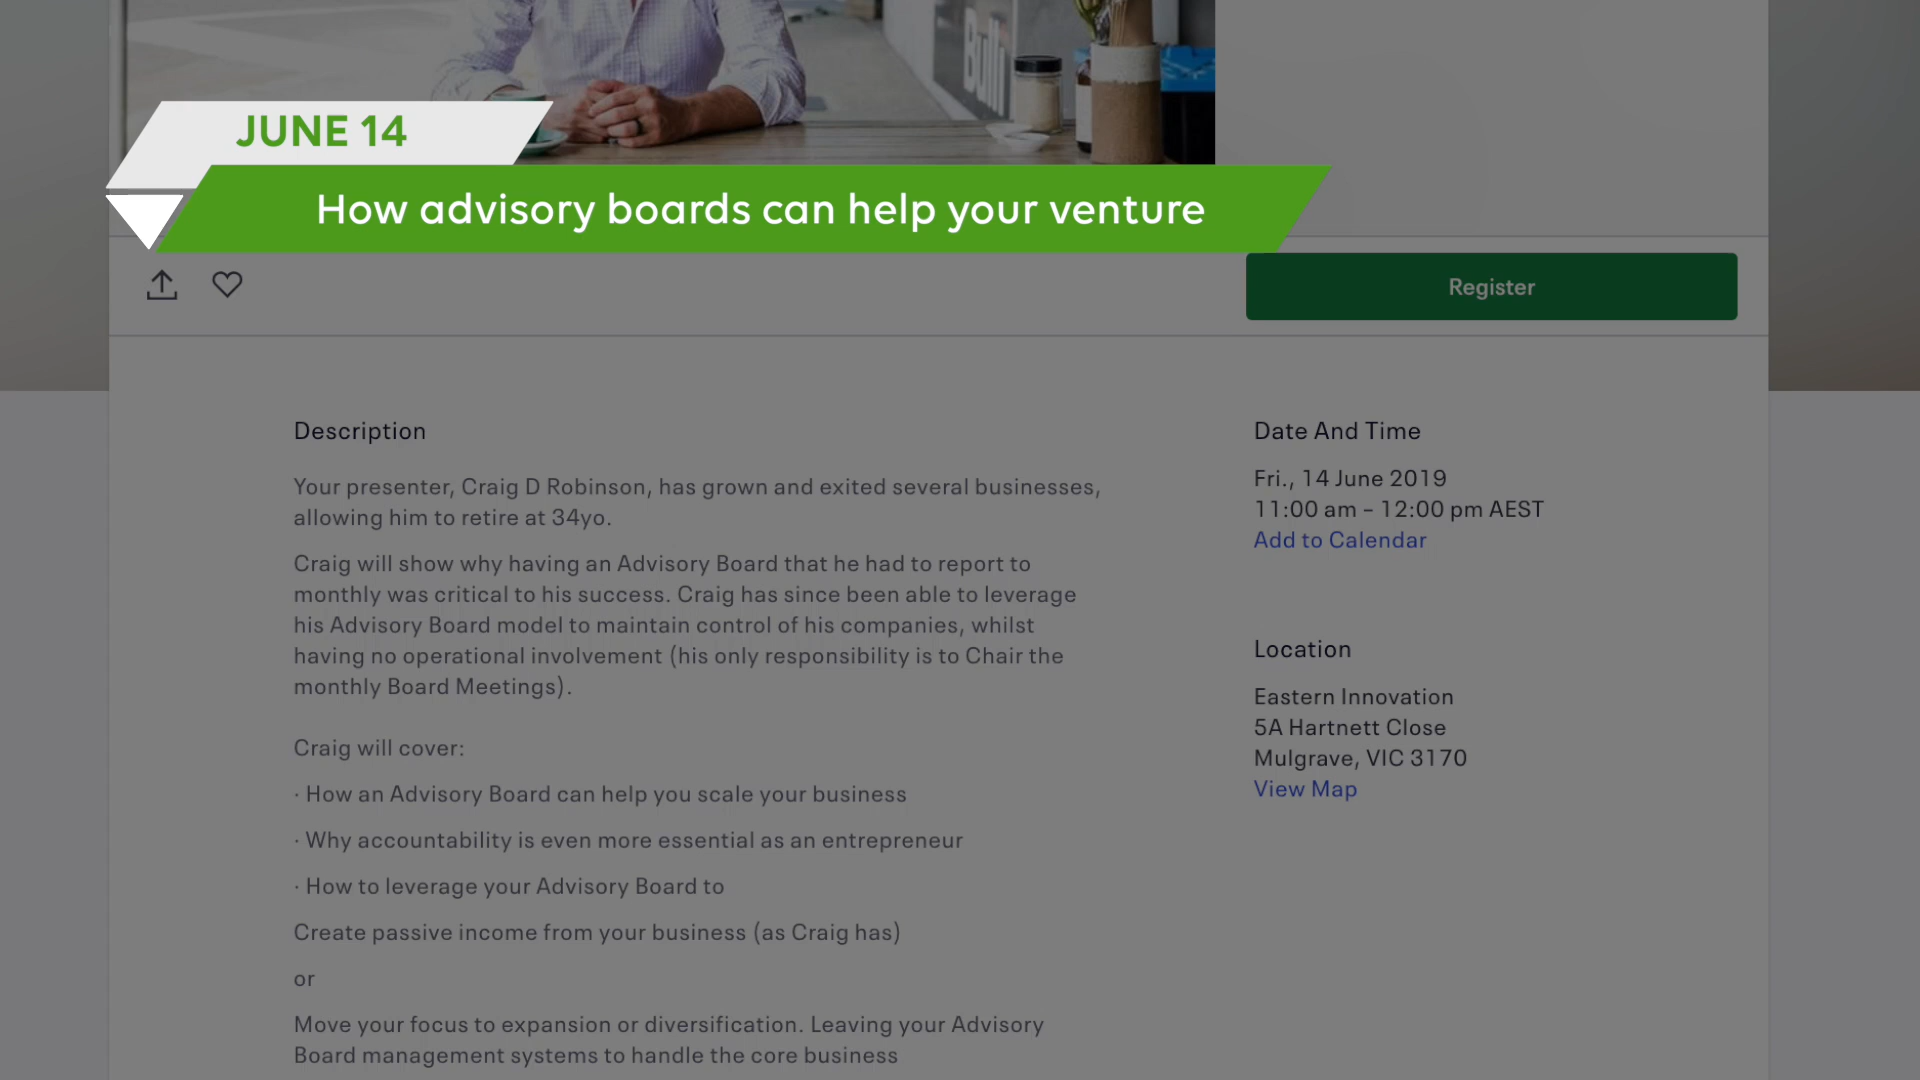 Built
JUNE 14
How advisory boards can help your venture
Register
Description
Your presenter, Craig D Robinson, has grown and exited several businesses,
allowing him to retire at 34yo.
Craig will show why having an Advisory Board that he had to report to
monthly was critical to his success. Craig has since been able to leverage
his Advisory Board model to maintain control of his companies, whilst
having no operational involvement (his only responsibility is to Chair the
monthly Board Meetings).
Craig will cover:
· How an Advisory Board can help you scale your business
· Why accountability is even more essential as an entrepreneur
· How to leverage your Advisory Board to
Create passive income from your business (as Craig has)
or
Move your focus to expansion or diversification. Leaving your Advisory
Board management systems to handle the core business
Date And Time
Fri., 14 June 2019
11:00 am – 12:00 pm AEST
Add to Calendar
Location
Eastern Innovation
5A Hartnett Close
Mulgrave, VIC 3170
View Map